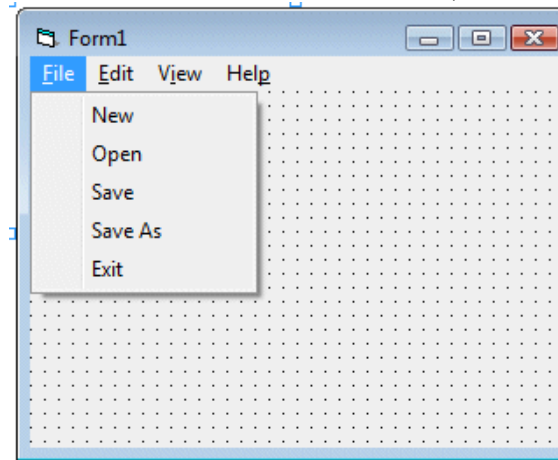 Form1
File Edit View Help
New
Open
Save
Save As
Exit